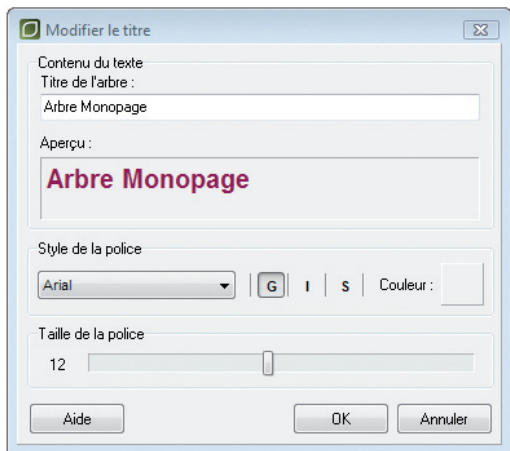 Modifier le titre
Contenu du texte
Titre de l'arbre :
Arbre Monopage
Aperçu :
Arbre Monopage
Style de la police
Arial G I S Couleur :
Taille de la police
12
Aide OK Annuler